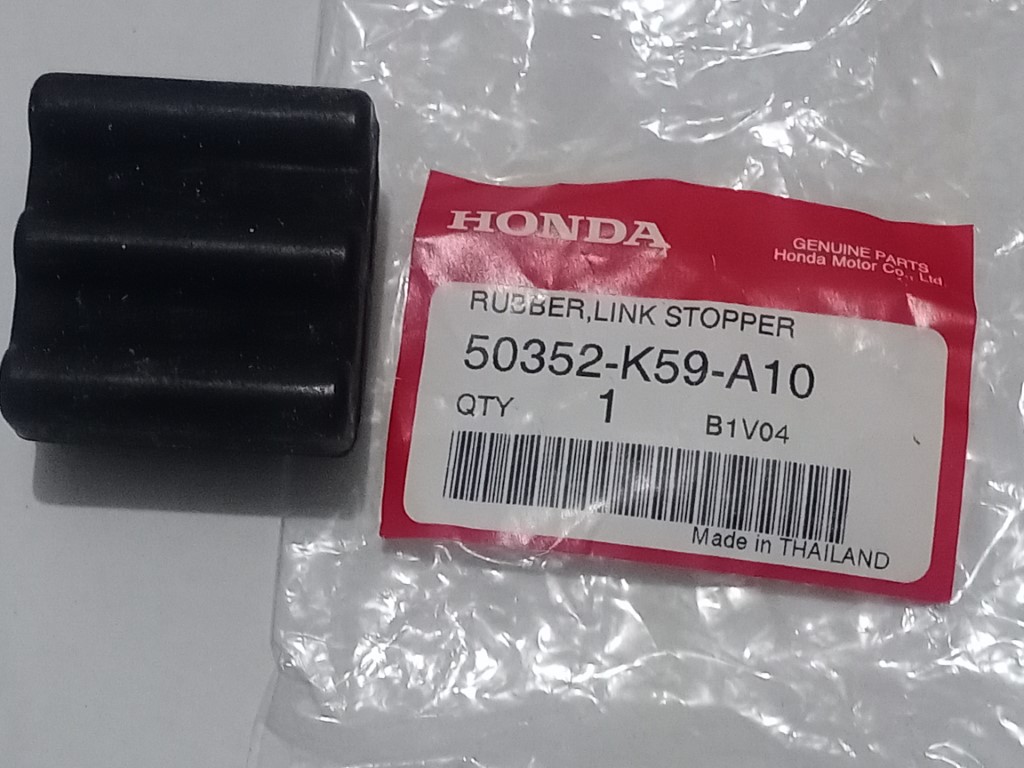 HONDA
GENUINE PARTS
Honda Motor Co., Ltd
RUBBER,LINK STOPPER
50352-K59-A10
QTY 1 B1V04
Made in THAILAND